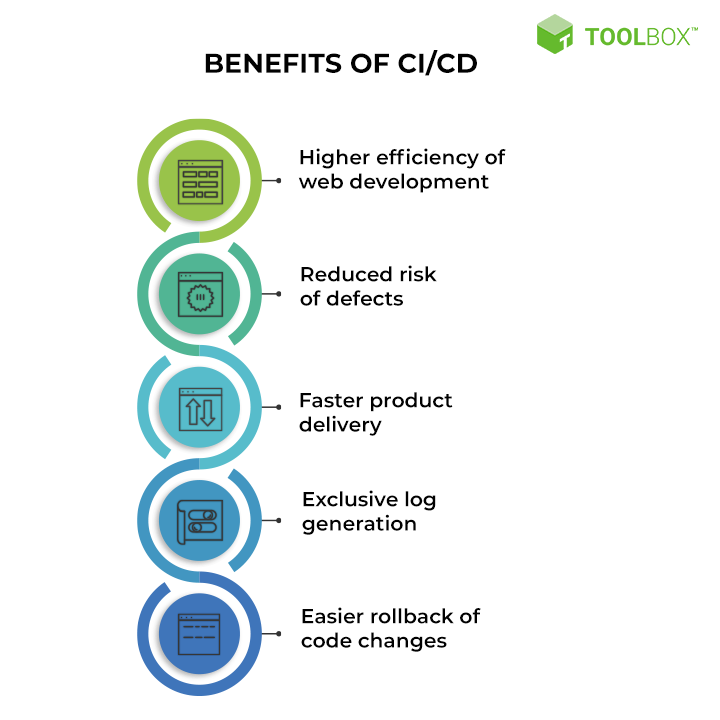 TOOLBOX™
BENEFITS OF CI/CD
Higher efficiency of
web development
Reduced risk
of defects
Faster product
delivery
Exclusive log
generation
Easier rollback of
code changes